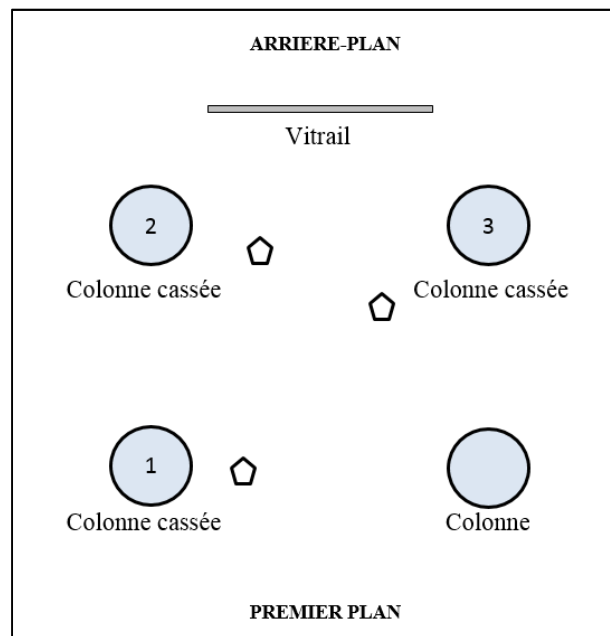 ARRIERE-PLAN
Vitrail
2
3
Colonne cassée
Colonne cassée
1
Colonne cassée
Colonne
PREMIER PLAN